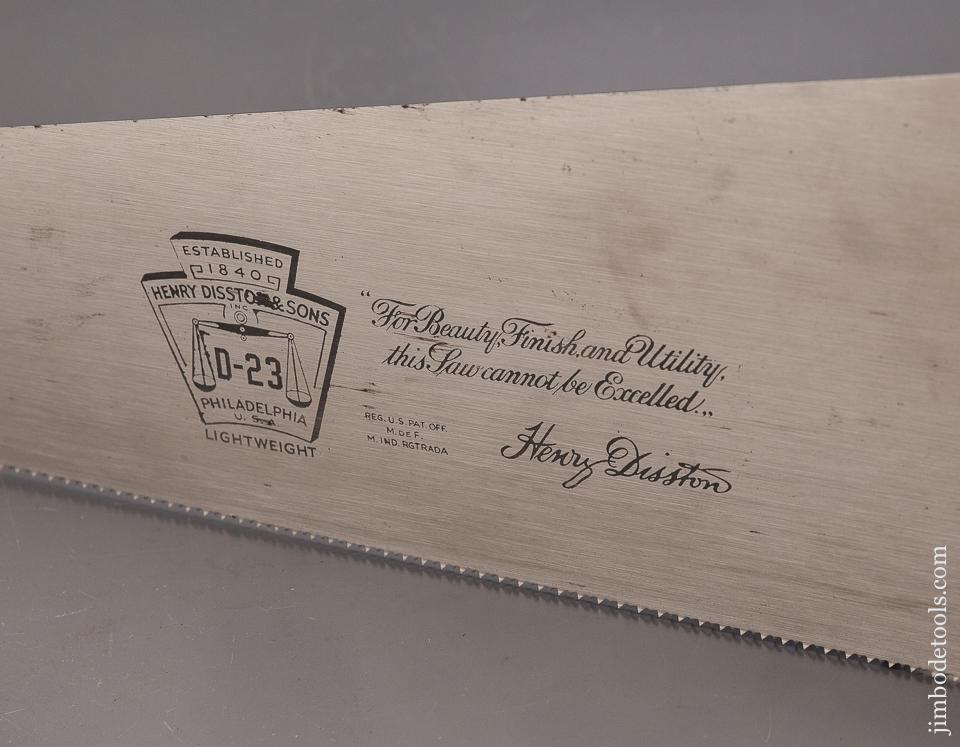 ESTABLISHED
1840
HENRY DISSTON & SONS
INC
D-23
PHILADELPHIA
U.S.A
LIGHTWEIGHT
"For Beauty, Finish, and Utility,
this Saw cannot be Excelled..,,
REG. U.S. PAT. OFF.
M. DE F.
M. IND. RGTRADA
Henry Disston
jimbodetools.com